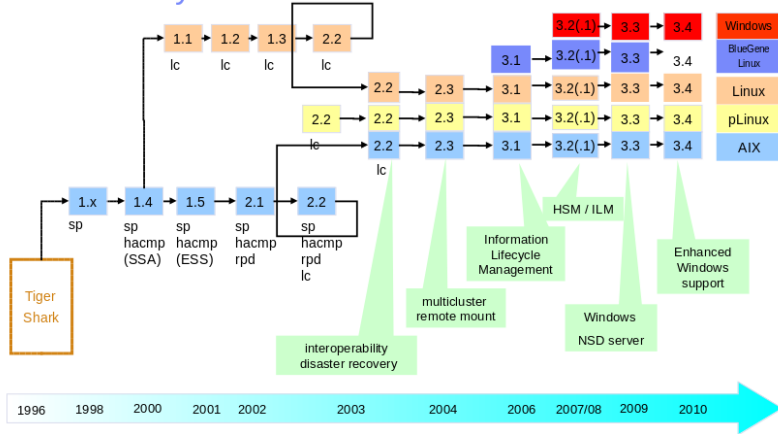 3.2(.1) 3.3 3.4 Windows
1.1 1.2 1.3 2.2
lc lc lc lc
3.1 3.2(.1) 3.3 3.4 BlueGene
Linux
2.2 2.3 3.1 3.2(.1) 3.3 3.4 Linux
2.2 2.2 2.3 3.1 3.2(.1) 3.3 3.4 pLinux
lc 2.2 2.3 3.1 3.2(.1) 3.3 3.4 AIX
lc
1.x 1.4 1.5 2.1 2.2
sp
sp
hacmp
(SSA)
sp
hacmp
(ESS)
sp
hacmp
rpd
sp
hacmp
rpd
lc
Tiger
Shark
interoperability
disaster recovery
multicluster
remote mount
Information
Lifecycle
Management
HSM / ILM
Windows
NSD server
Enhanced
Windows
support
1996 1998 2000 2001 2002 2003 2004 2006 2007/08 2009 2010